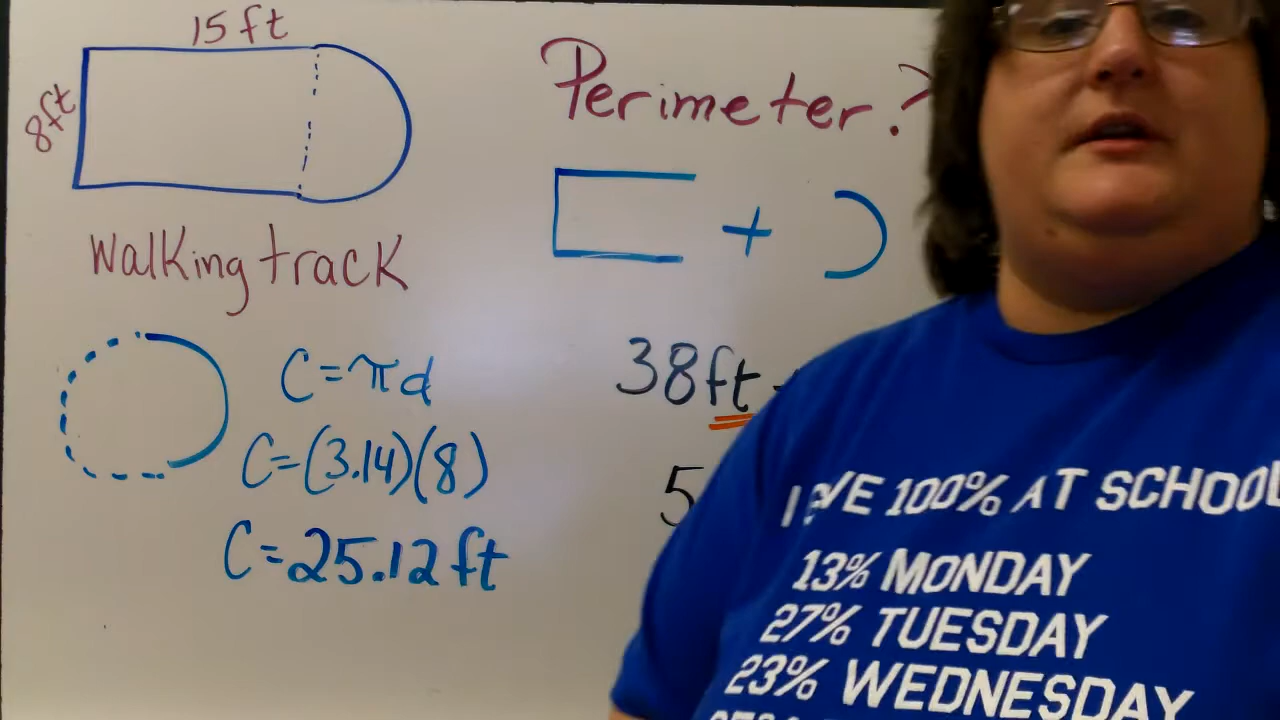 15 ft
8ft
Perimeter?
+
Walking track
C=πd
C=(3.14)(8)
C=25.12 ft
38ft
5
100% AT SCHOOL
13% MONDAY
27% TUESDAY
23% WEDNESDAY